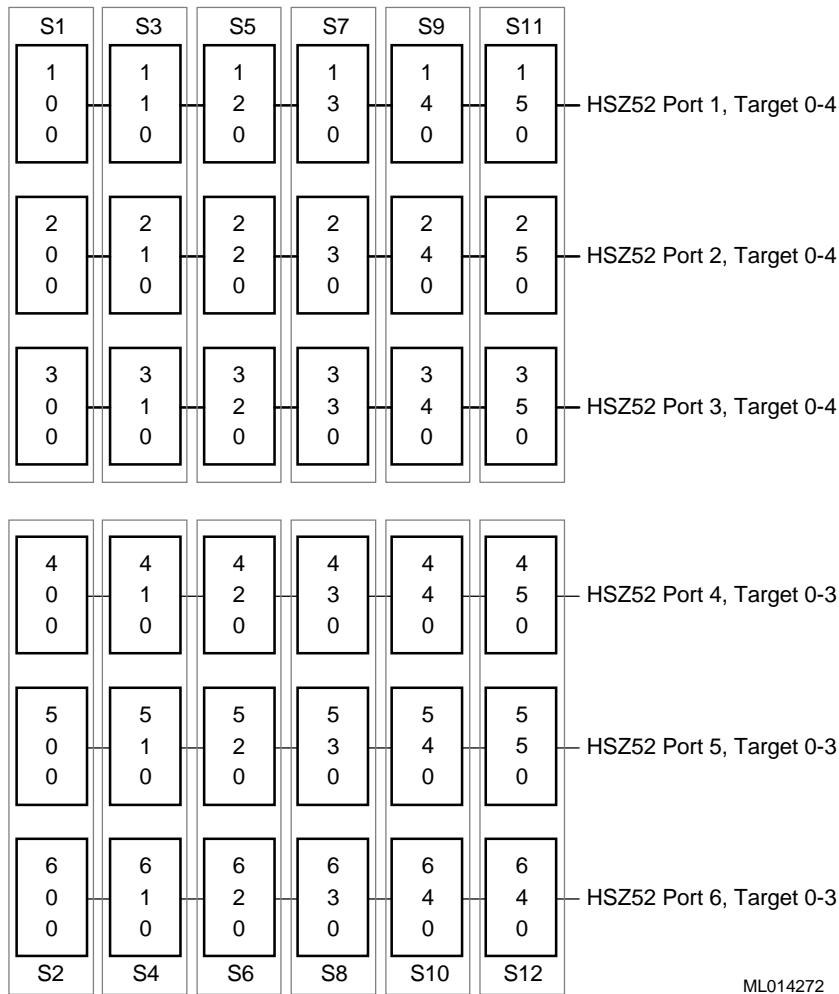 S1 S3 S5 S7 S9 S11
1 1 1 1 1 1
0 1 2 3 4 5 HSZ52 Port 1, Target 0-4
0 0 0 0 0 0
2 2 2 2 2 2
0 1 2 3 4 5 HSZ52 Port 2, Target 0-4
0 0 0 0 0 0
3 3 3 3 3 3
0 1 2 3 4 5 HSZ52 Port 3, Target 0-4
0 0 0 0 0 0
4 4 4 4 4 4
0 1 2 3 4 5 HSZ52 Port 4, Target 0-3
0 0 0 0 0 0
5 5 5 5 5 5
0 1 2 3 4 5 HSZ52 Port 5, Target 0-3
0 0 0 0 0 0
6 6 6 6 6 6
0 1 2 3 4 4 HSZ52 Port 6, Target 0-3
0 0 0 0 0 0
S2 S4 S6 S8 S10 S12
ML014272